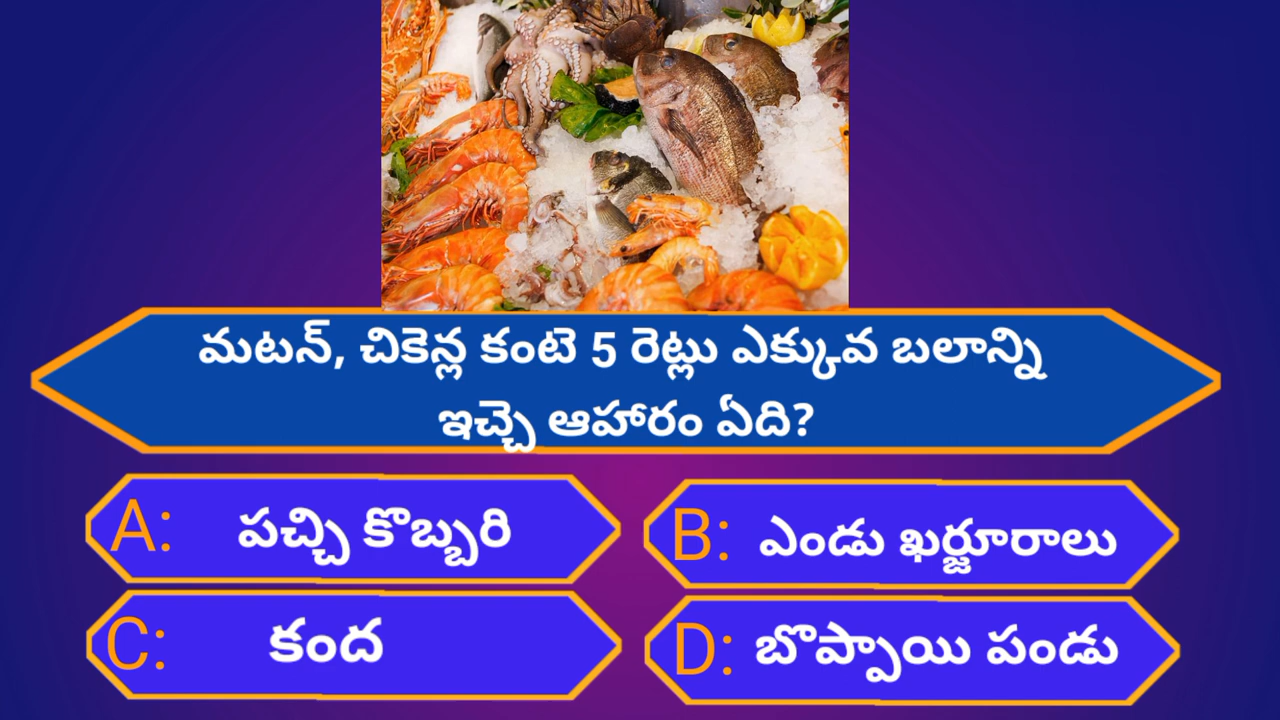 మటన్, చికెన్ల కంటె 5 రెట్లు ఎక్కువ బలాన్ని
ఇచ్చె ఆహారం ఏది?
A: పచ్చి కొబ్బరి
B: ఎండు ఖర్జూరాలు
C: కంద
D: బొప్పాయి పండు